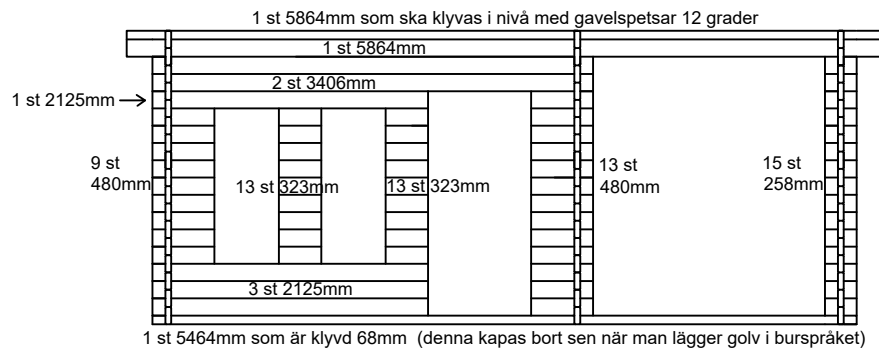 1 st 5864mm som ska klyvas i nivå med gavelspetsar 12 grader
1 st 5864mm
2 st 3406mm
1 st 2125mm
9 st
480mm
13 st 323mm
13 st 323mm
13 st
480mm
15 st
258mm
3 st 2125mm
1 st 5464mm som är klyvd 68mm (denna kapas bort sen när man lägger golv i burspråket)